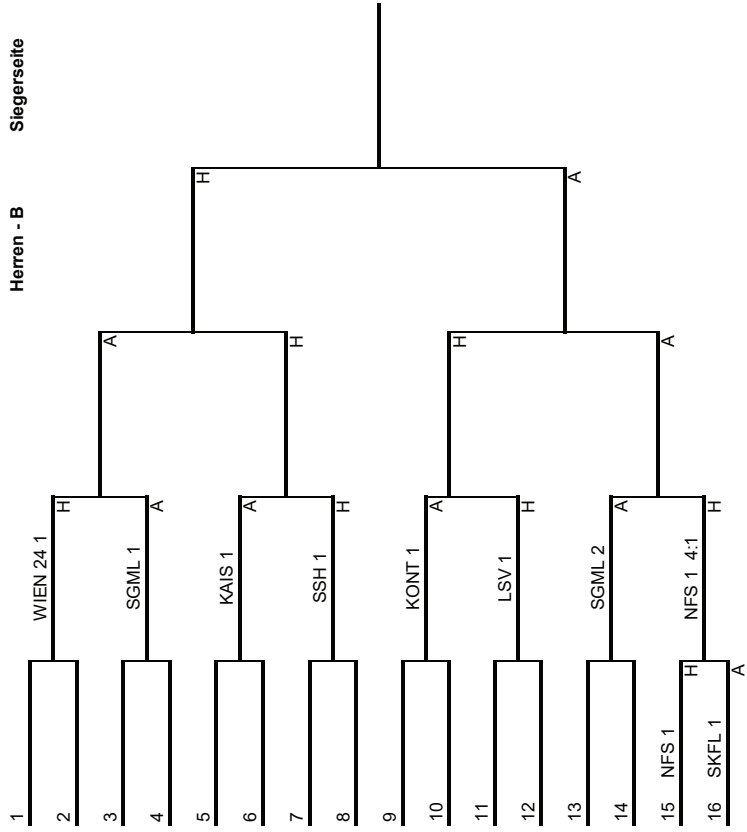 Herren - B Siegerseite
1
2
3
4
5
6
7
8
9
10
11
12
13
14
15 NFS 1 H
16 SKFL 1 A
WIEN 24 1 H
SGML 1 A
KAIS 1 A
SSH 1 H
KONT 1 A
LSV 1 H
SGML 2 A
NFS 1 4:1 H
A
H
H
A
H
A